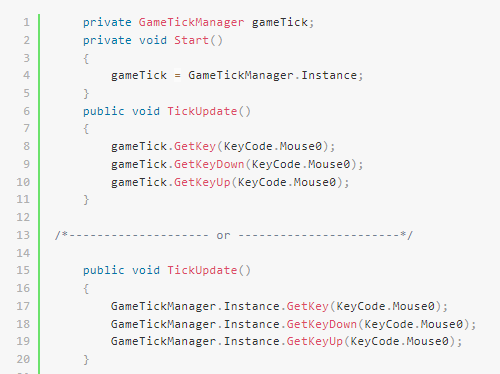 1 private GameTickManager gameTick;
2 private void Start()
3 {
4 gameTick = GameTickManager.Instance;
5 }
6 public void TickUpdate()
7 {
8 gameTick.GetKey(KeyCode.Mouse0);
9 gameTick.GetKeyDown(KeyCode.Mouse0);
10 gameTick.GetKeyUp(KeyCode.Mouse0);
11 }
12
13 /*-------------------- or -----------------------*/
14
15 public void TickUpdate()
16 {
17 GameTickManager.Instance.GetKey(KeyCode.Mouse0);
18 GameTickManager.Instance.GetKeyDown(KeyCode.Mouse0);
19 GameTickManager.Instance.GetKeyUp(KeyCode.Mouse0);
20 }